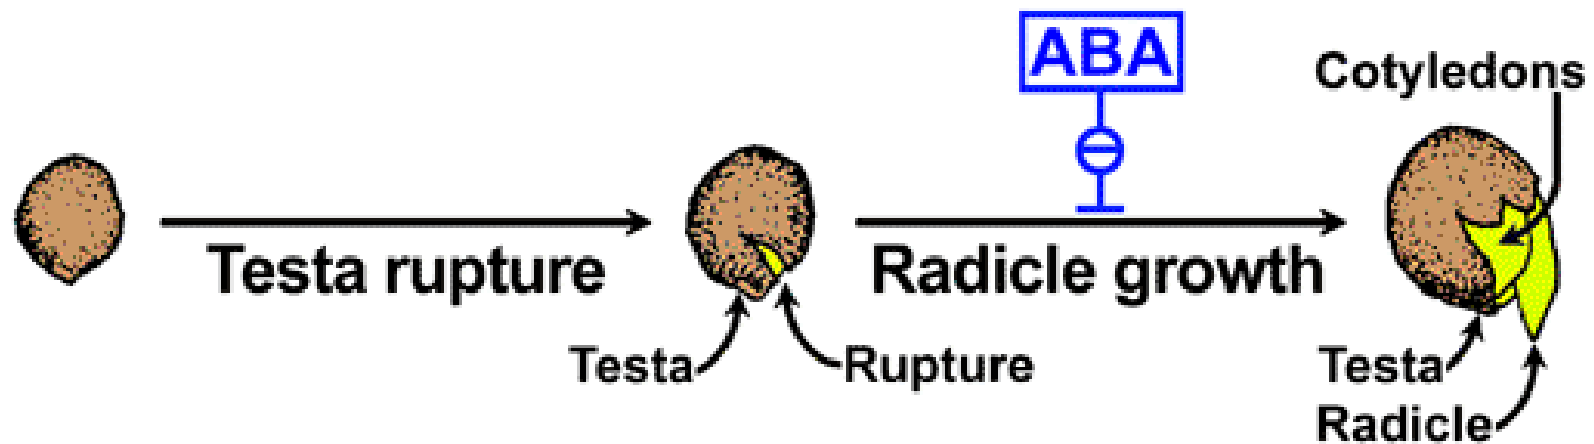 ABA
Cotyledons
Testa rupture
Radicle growth
Testa
Rupture
Testa
Radicle